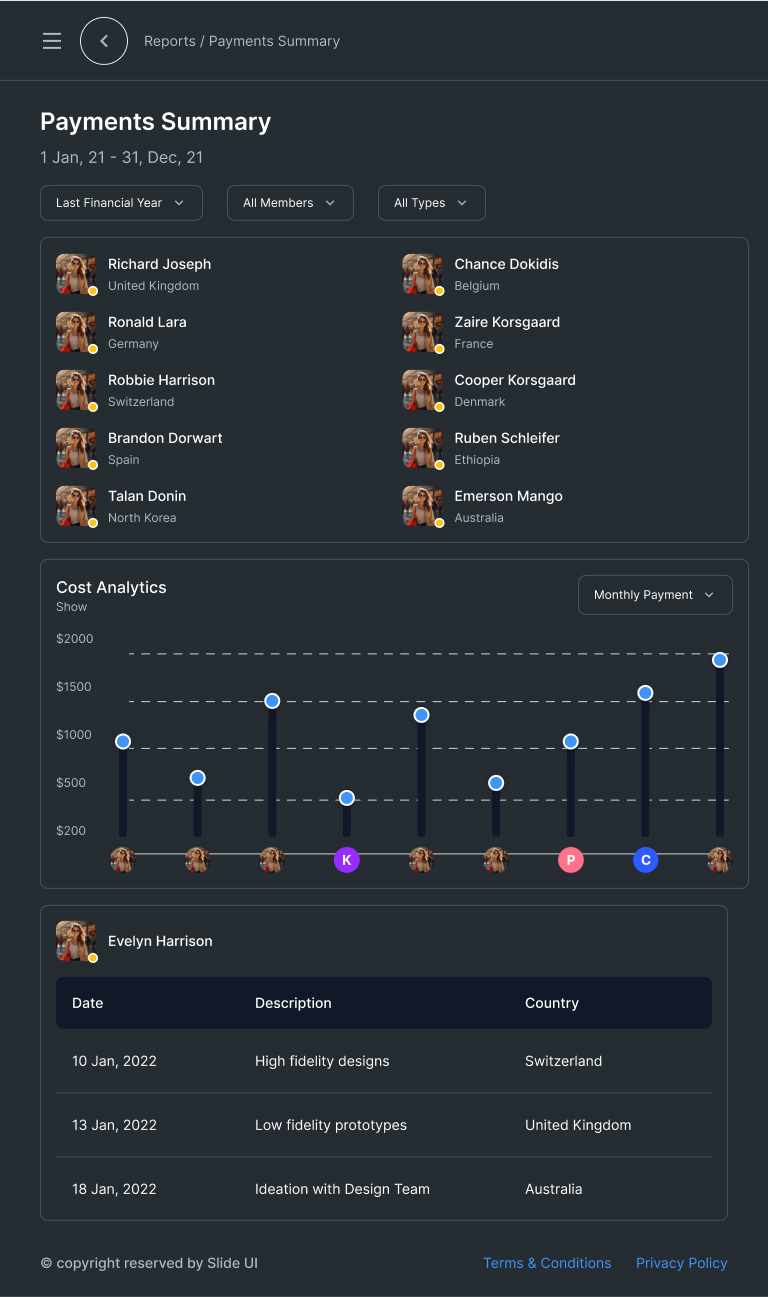 Reports / Payments Summary
Payments Summary
1 Jan, 21 - 31, Dec, 21
Last Financial Year
All Members
All Types
Richard Joseph
United Kingdom
Chance Dokidis
Belgium
Ronald Lara
Germany
Zaire Korsgaard
France
Robbie Harrison
Switzerland
Cooper Korsgaard
Denmark
Brandon Dorwart
Spain
Ruben Schleifer
Ethiopia
Talan Donin
North Korea
Emerson Mango
Australia
Cost Analytics
Show
Monthly Payment
$2000
$1500
$1000
$500
$200
K
P
C
Evelyn Harrison
Date Description Country
10 Jan, 2022 High fidelity designs Switzerland
13 Jan, 2022 Low fidelity prototypes United Kingdom
18 Jan, 2022 Ideation with Design Team Australia
© copyright reserved by Slide UI
Terms & Conditions
Privacy Policy